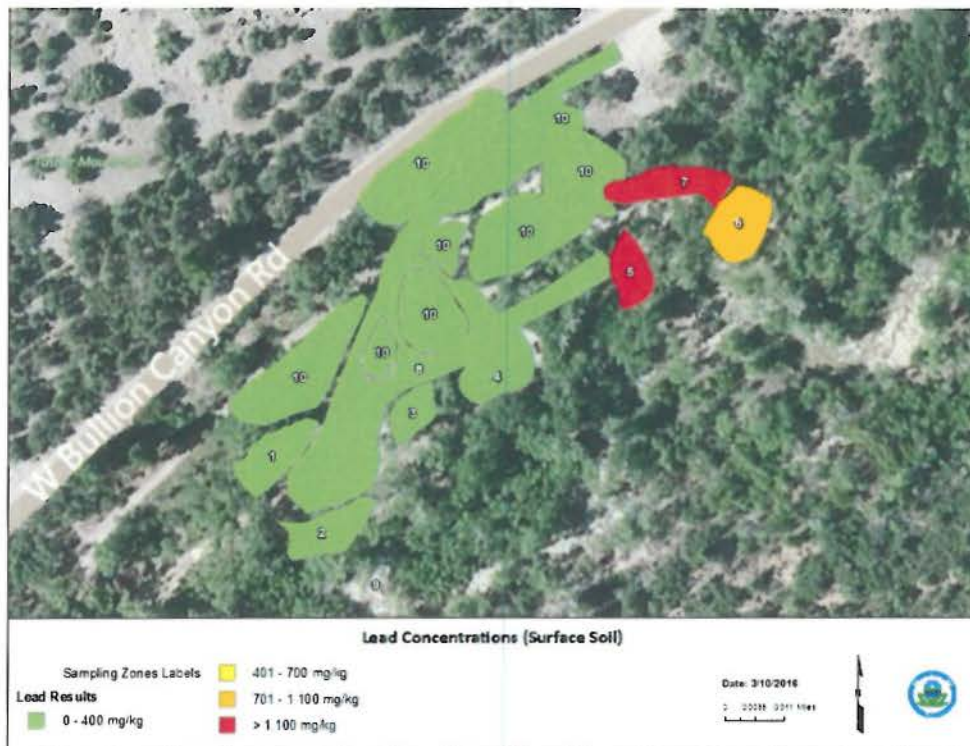 10
10
10
7
10
6
10
5
10
W Bullion Canyon Rd
10
8
10
4
3
1
2
9
Lead Concentrations (Surface Soil)
Sampling Zones Labels
Lead Results
0 - 400 mg/kg
401 - 700 mg/kg
701 - 1 100 mg/kg
> 1 100 mg/kg
Date: 3/10/2016
N